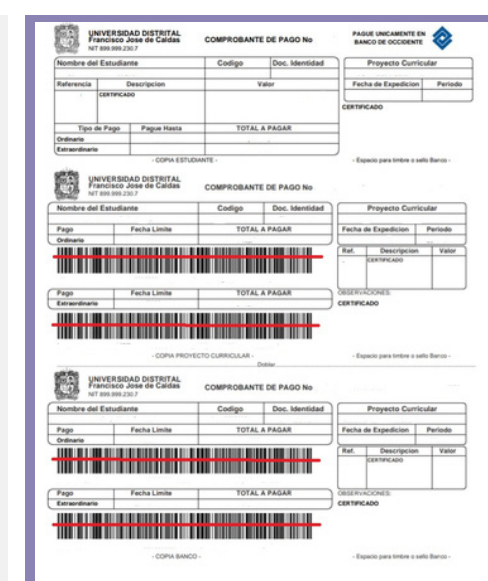 UNIVERSIDAD DISTRITAL
Francisco Jose de Caldas
NIT 899.999.230.7
COMPROBANTE DE PAGO No
PAGUE UNICAMENTE EN
BANCO DE OCCIDENTE
Nombre del Estudiante Codigo Doc. Identidad Proyecto Curricular
Referencia Descripcion Valor Fecha de Expedicion Periodo
CERTIFICADO
CERTIFICADO
Tipo de Pago Pague Hasta TOTAL A PAGAR
Ordinario
Extraordinario
- COPIA ESTUDIANTE - - Espacio para timbre o sello Banco -
UNIVERSIDAD DISTRITAL
Francisco Jose de Caldas
NIT 899.999.230.7
COMPROBANTE DE PAGO No
Nombre del Estudiante Codigo Doc. Identidad Proyecto Curricular
Pago Fecha Limite TOTAL A PAGAR Fecha de Expedicion Periodo
Ordinario
Ref. Descripcion Valor
CERTIFICADO
Pago Fecha Limite TOTAL A PAGAR OBSERVACIONES:
Extraordinario CERTIFICADO
- COPIA PROYECTO CURRICULAR - - Espacio para timbre o sello Banco -
Doblar
UNIVERSIDAD DISTRITAL
Francisco Jose de Caldas
NIT 899.999.230.7
COMPROBANTE DE PAGO No
Nombre del Estudiante Codigo Doc. Identidad Proyecto Curricular
Pago Fecha Limite TOTAL A PAGAR Fecha de Expedicion Periodo
Ordinario
Ref. Descripcion Valor
CERTIFICADO
Pago Fecha Limite TOTAL A PAGAR OBSERVACIONES:
Extraordinario CERTIFICADO
- COPIA BANCO - - Espacio para timbre o sello Banco -